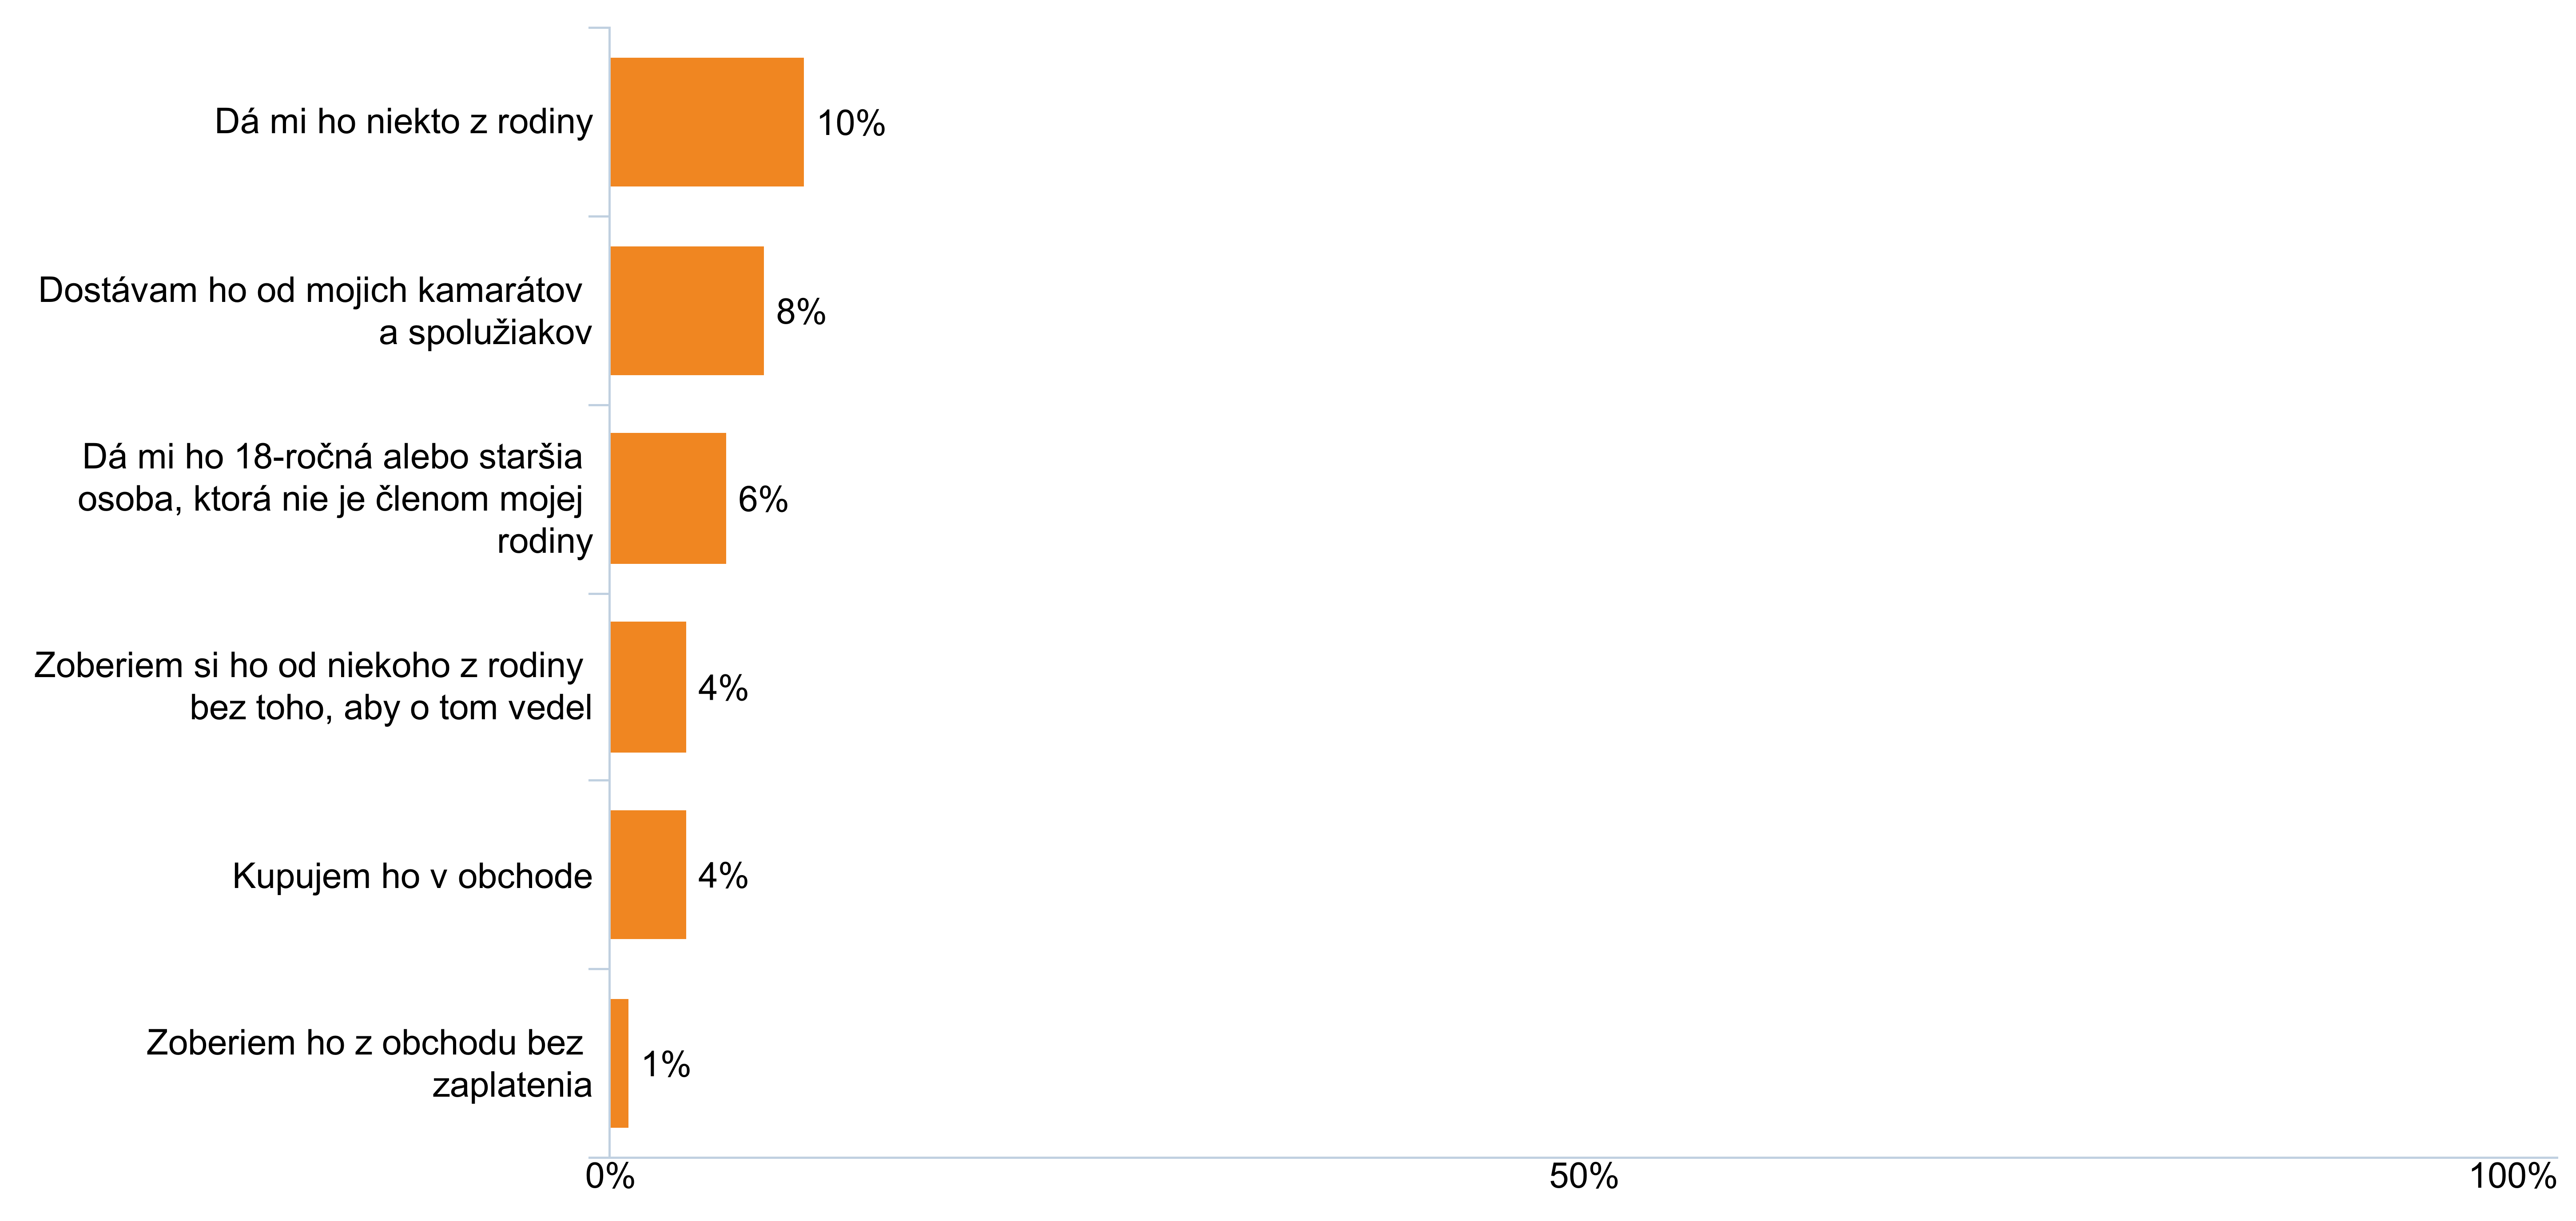 Dá mi ho niekto z rodiny
10%
Dostávam ho od mojich kamarátov
a spolužiakov
8%
Dá mi ho 18-ročná alebo staršia
osoba, ktorá nie je členom mojej
rodiny
6%
Zoberiem si ho od niekoho z rodiny
bez toho, aby o tom vedel
4%
Kupujem ho v obchode
4%
Zoberiem ho z obchodu bez
zaplatenia
1%
0%
50%
100%